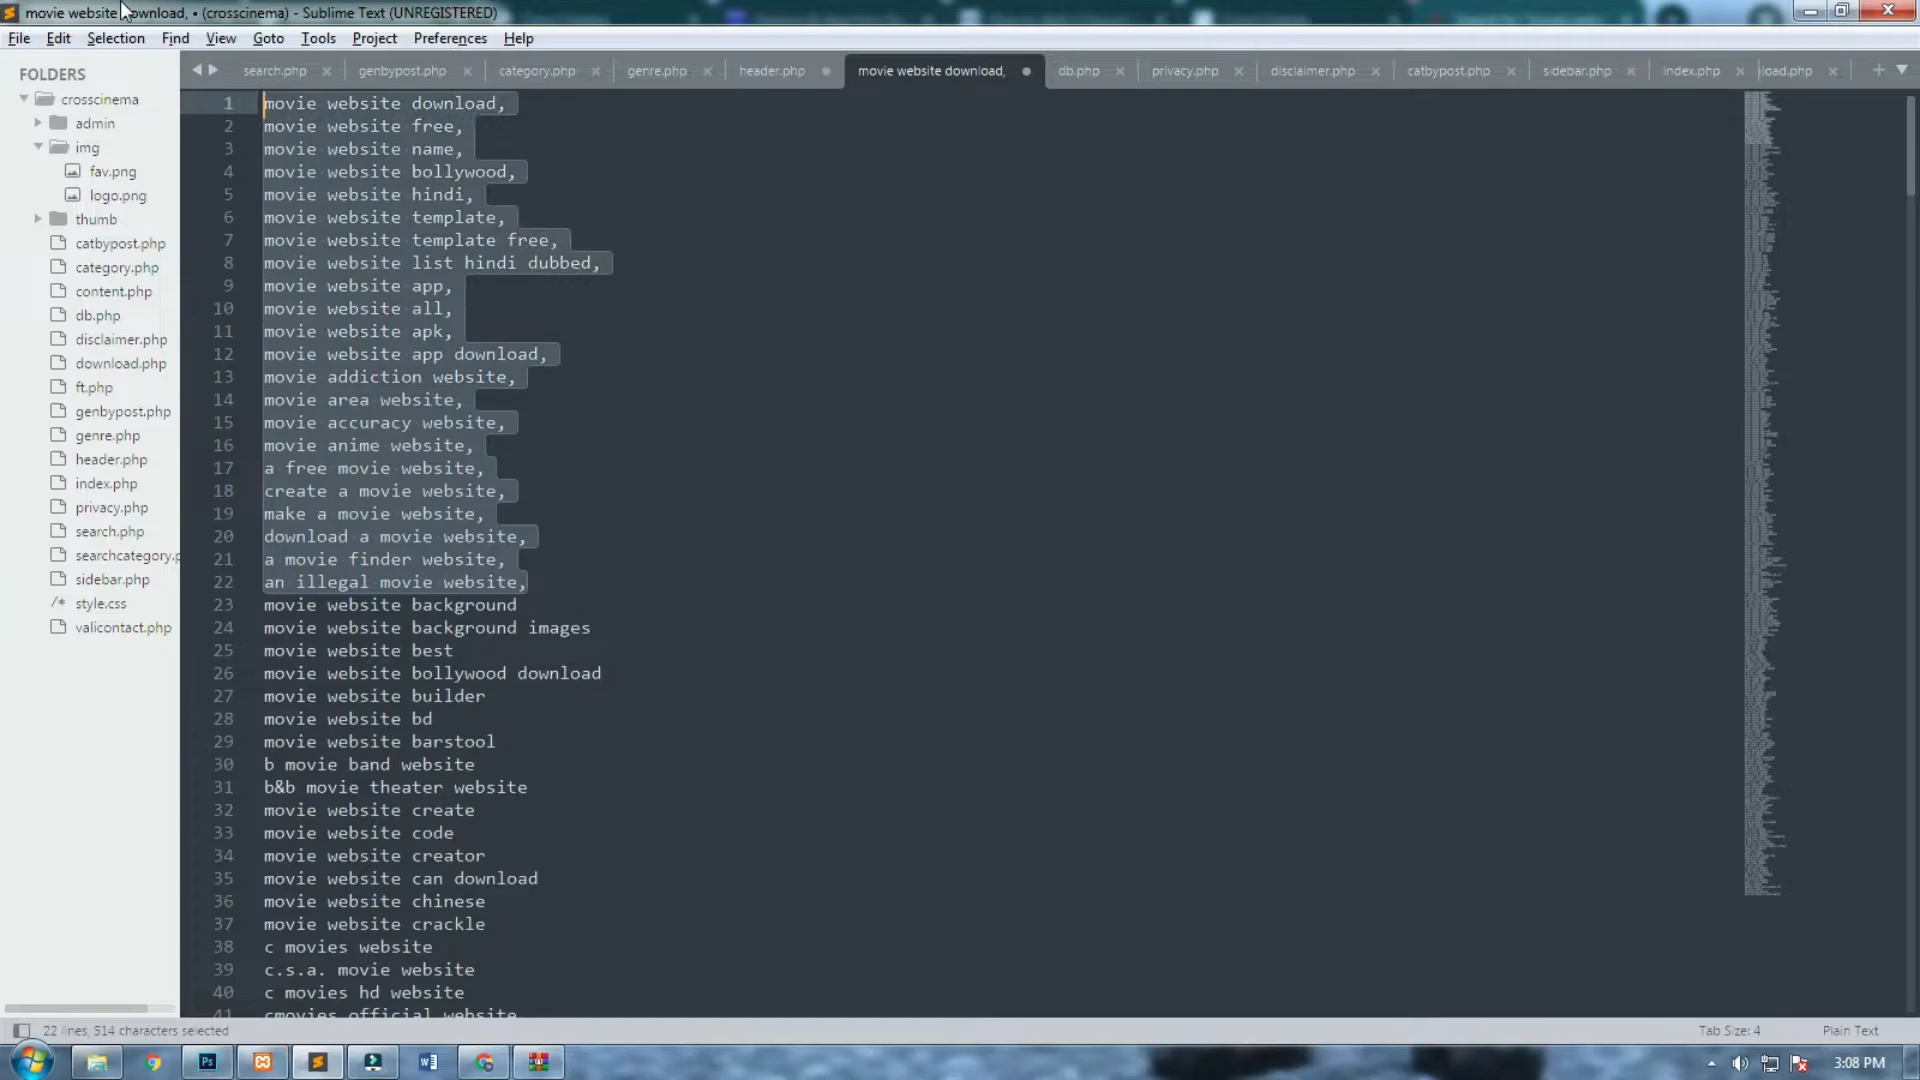 movie website download, • (crosscinema) - Sublime Text (UNREGISTERED)
File Edit Selection Find View Goto Tools Project Preferences Help
FOLDERS
crosscinema
admin
img
fav.png
logo.png
thumb
catbypost.php
category.php
content.php
db.php
disclaimer.php
download.php
ft.php
genbypost.php
genre.php
header.php
index.php
privacy.php
search.php
searchcategory.p
sidebar.php
/* style.css
valicontact.php
search.php genbypost.php category.php genre.php header.php movie website download, db.php privacy.php disclaimer.php catbypost.php sidebar.php index.php load.php
1 movie website download,
2 movie website free,
3 movie website name,
4 movie website bollywood,
5 movie website hindi,
6 movie website template,
7 movie website template free,
8 movie website list hindi dubbed,
9 movie website app,
10 movie website all,
11 movie website apk,
12 movie website app download,
13 movie addiction website,
14 movie area website,
15 movie accuracy website,
16 movie anime website,
17 a free movie website,
18 create a movie website,
19 make a movie website,
20 download a movie website,
21 a movie finder website,
22 an illegal movie website,
23 movie website background
24 movie website background images
25 movie website best
26 movie website bollywood download
27 movie website builder
28 movie website bd
29 movie website barstool
30 b movie band website
31 b&b movie theater website
32 movie website create
33 movie website code
34 movie website creator
35 movie website can download
36 movie website chinese
37 movie website crackle
38 c movies website
39 c.s.a. movie website
40 c movies hd website
41 cmovies official website
22 lines, 514 characters selected
Tab Size: 4
Plain Text
Ps
3:08 PM